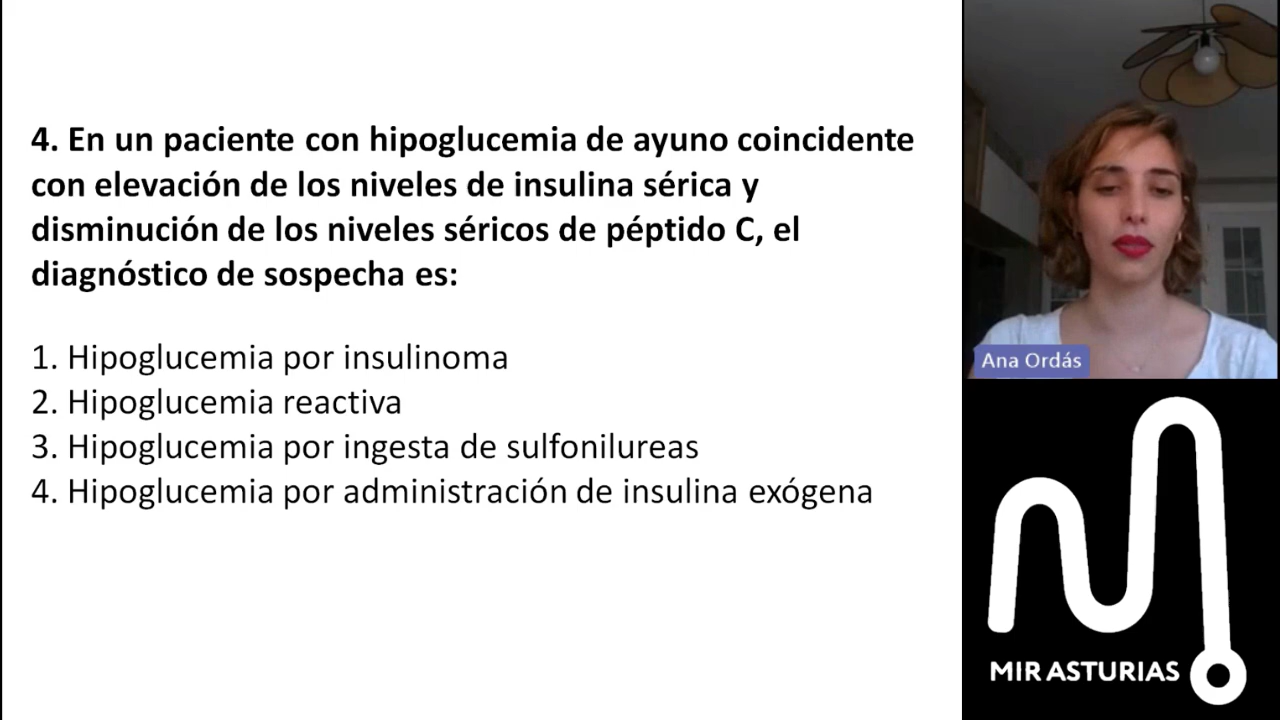 4. En un paciente con hipoglucemia de ayuno coincidente
con elevación de los niveles de insulina sérica y
disminución de los niveles séricos de péptido C, el
diagnóstico de sospecha es:
1. Hipoglucemia por insulinoma
2. Hipoglucemia reactiva
3. Hipoglucemia por ingesta de sulfonilureas
4. Hipoglucemia por administración de insulina exógena
Ana Ordás
MIR ASTURIAS